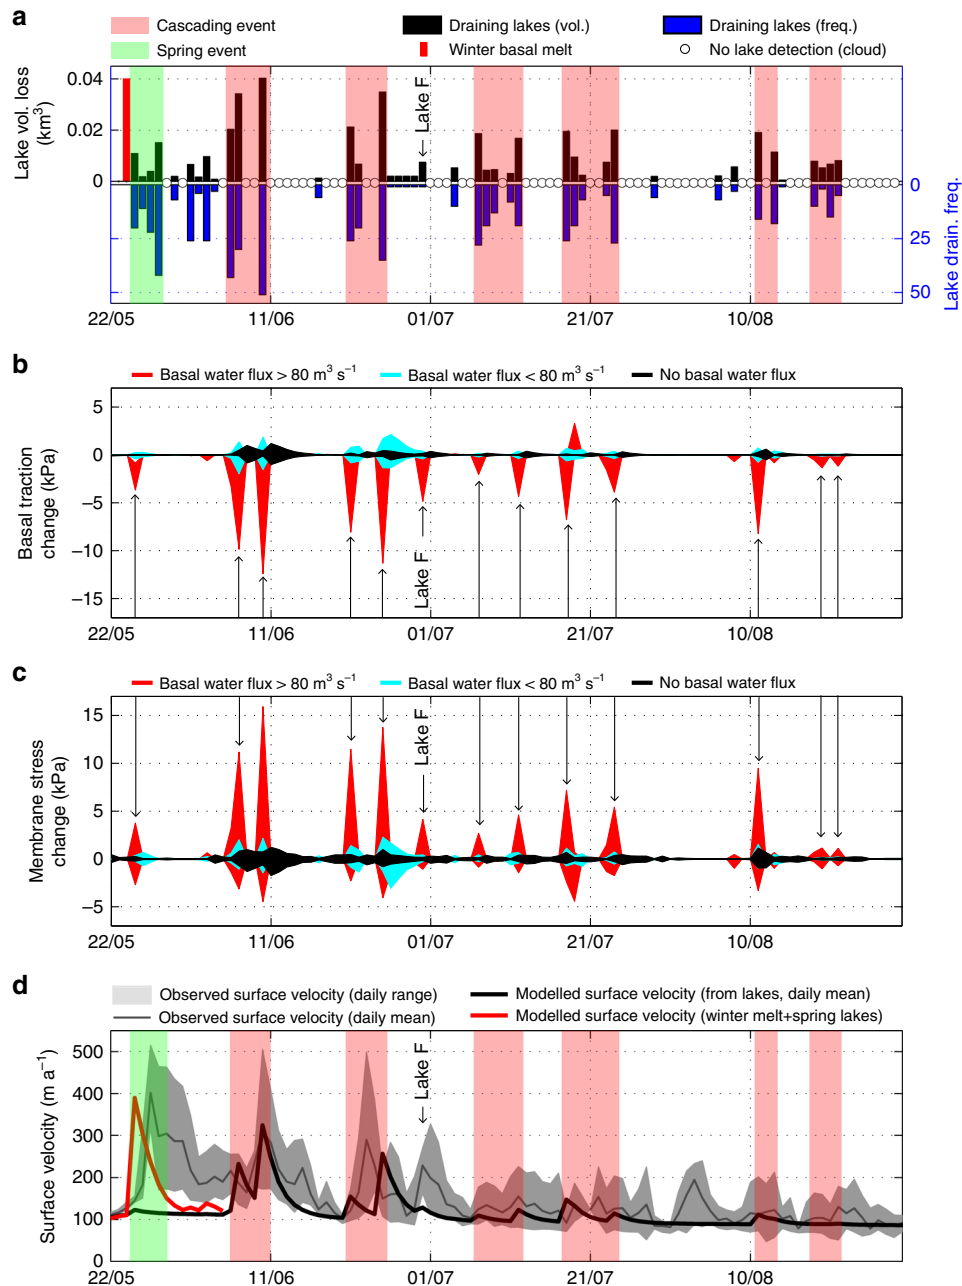 a
Cascading event
Draining lakes (vol.)
Draining lakes (freq.)
Spring event
Winter basal melt
No lake detection (cloud)
Lake vol. loss
(km³)
0.04
0.02
0
Lake F
0
25
50
Lake drain. freq.
22/05
11/06
01/07
21/07
10/08
b
Basal water flux > 80 m³ s⁻¹
Basal water flux < 80 m³ s⁻¹
No basal water flux
Basal traction
change (kPa)
5
0
−5
−10
−15
Lake F
22/05
11/06
01/07
21/07
10/08
c
Basal water flux > 80 m³ s⁻¹
Basal water flux < 80 m³ s⁻¹
No basal water flux
Membrane stress
change (kPa)
15
10
5
0
−5
Lake F
22/05
11/06
01/07
21/07
10/08
d
Observed surface velocity (daily range)
Modelled surface velocity (from lakes, daily mean)
Observed surface velocity (daily mean)
Modelled surface velocity (winter melt+spring lakes)
Surface velocity (m a⁻¹)
500
400
300
200
100
0
Lake F
22/05
11/06
01/07
21/07
10/08